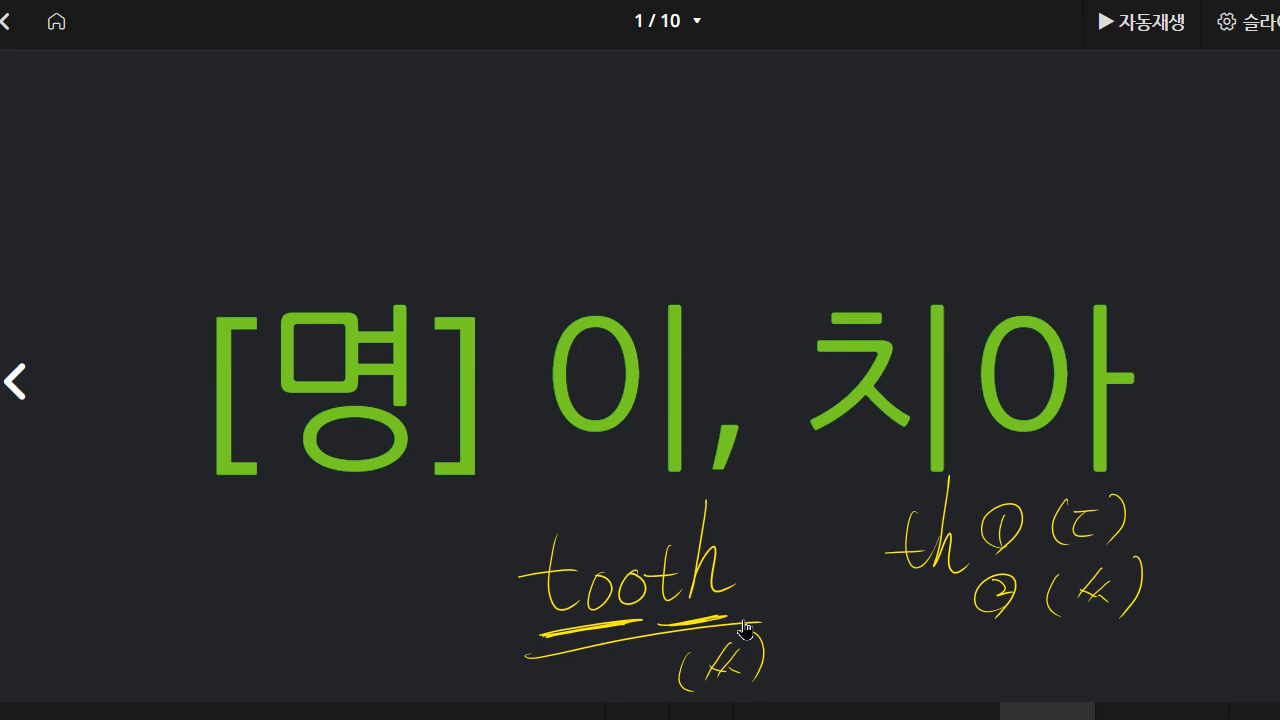 1 / 10
자동재생
슬라
[명] 이, 치아
tooth
(ㅆ)
th ① (ㄷ)
② (ㅆ)